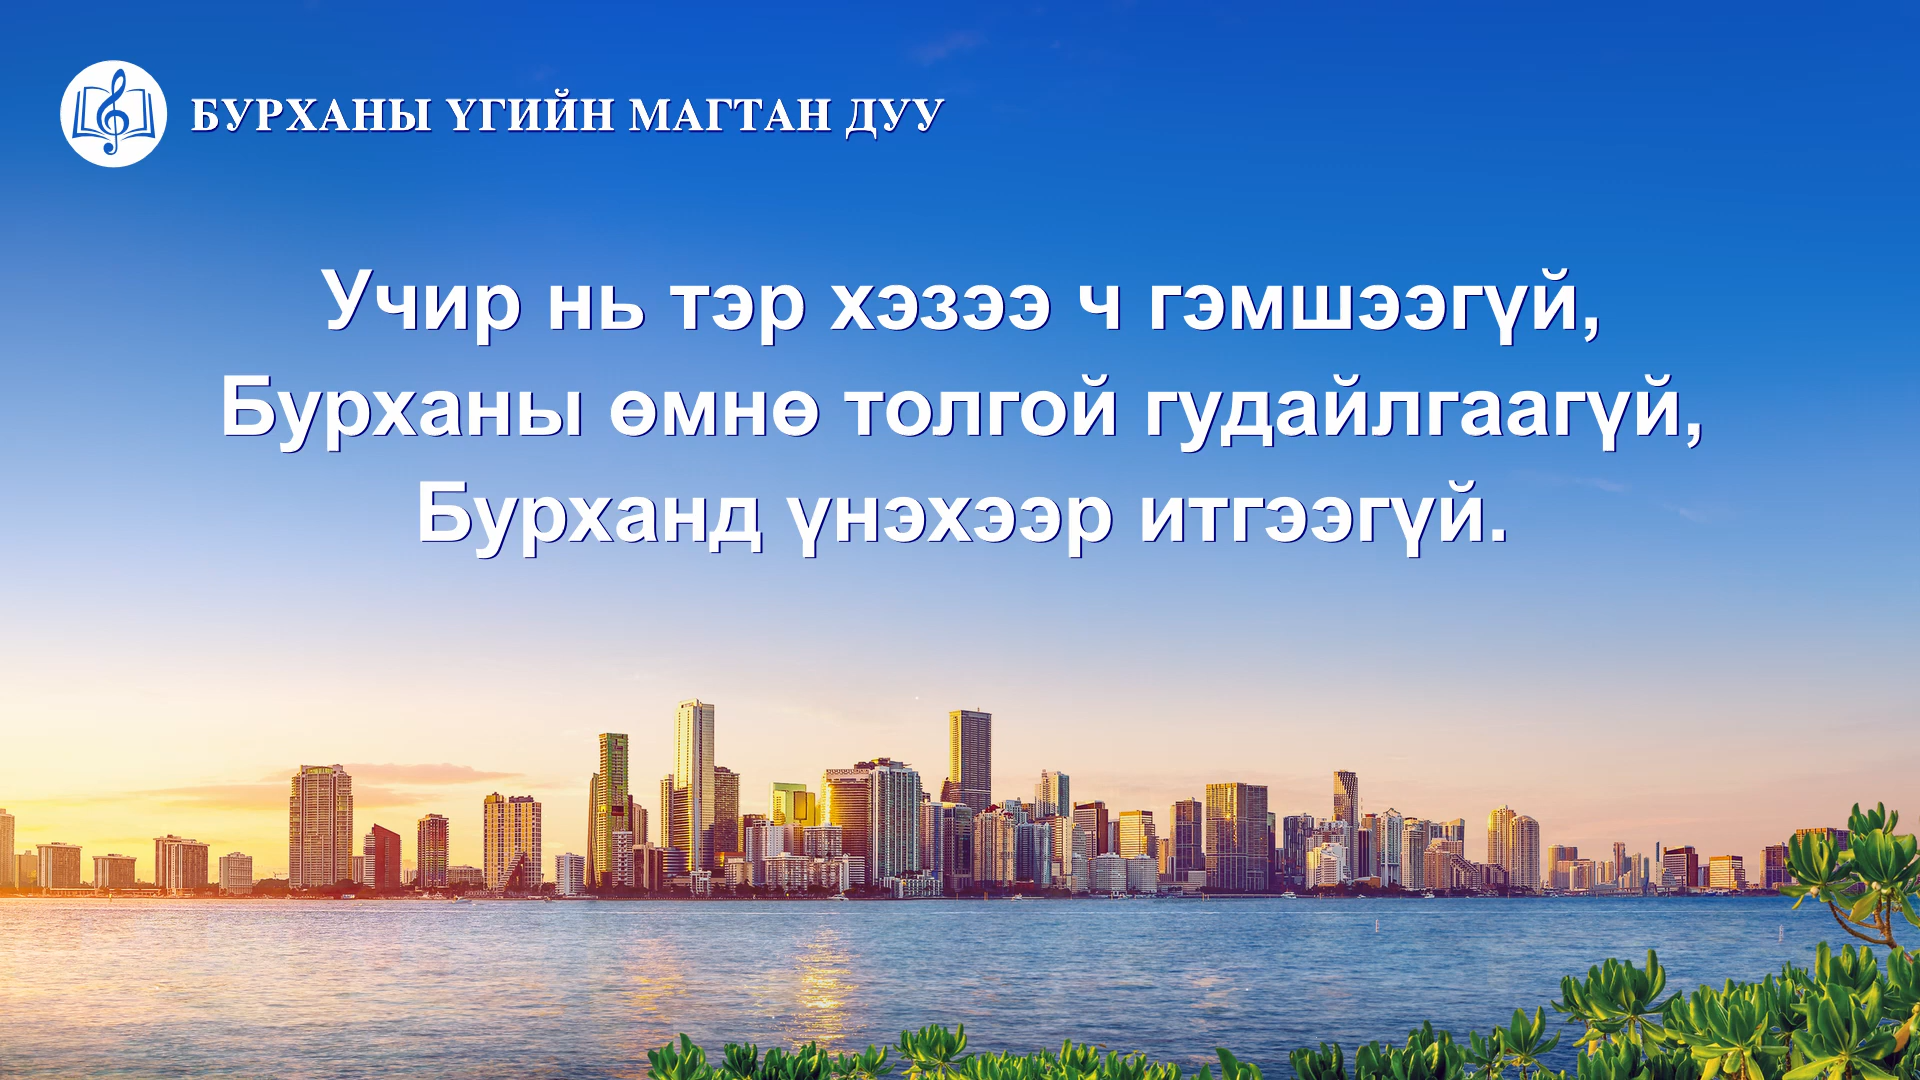 БУРХАНЫ ҮГИЙН МАГТАН ДУУ
Учир нь тэр хэзээ ч гэмшээгүй,
Бурханы өмнө толгой гудайлгаагүй,
Бурханд үнэхээр итгээгүй.